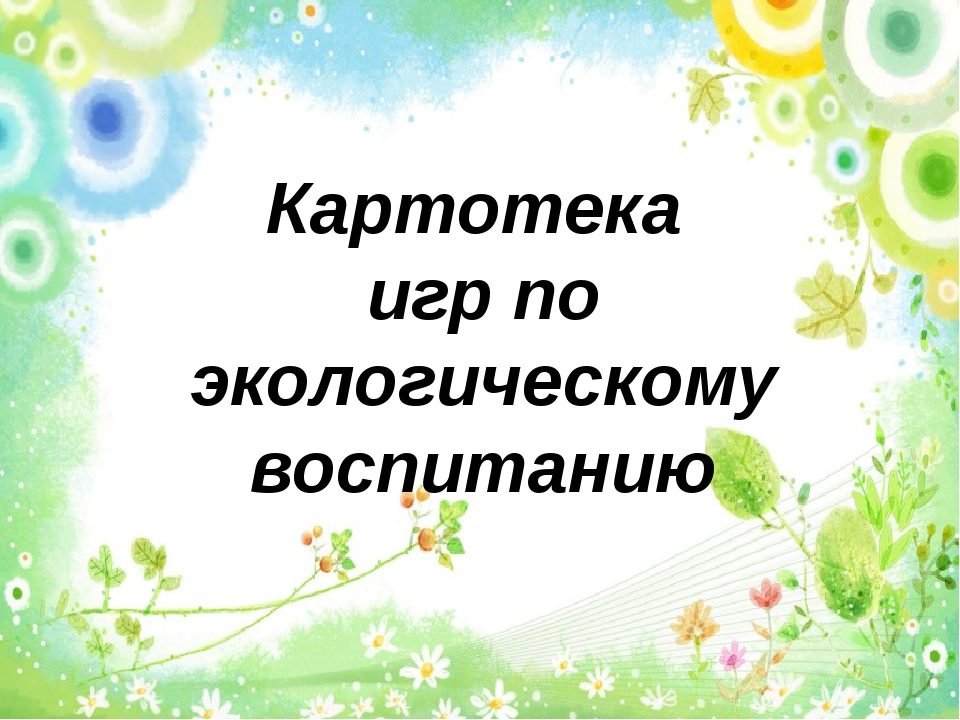 Картотека
игр по
экологическому
воспитанию